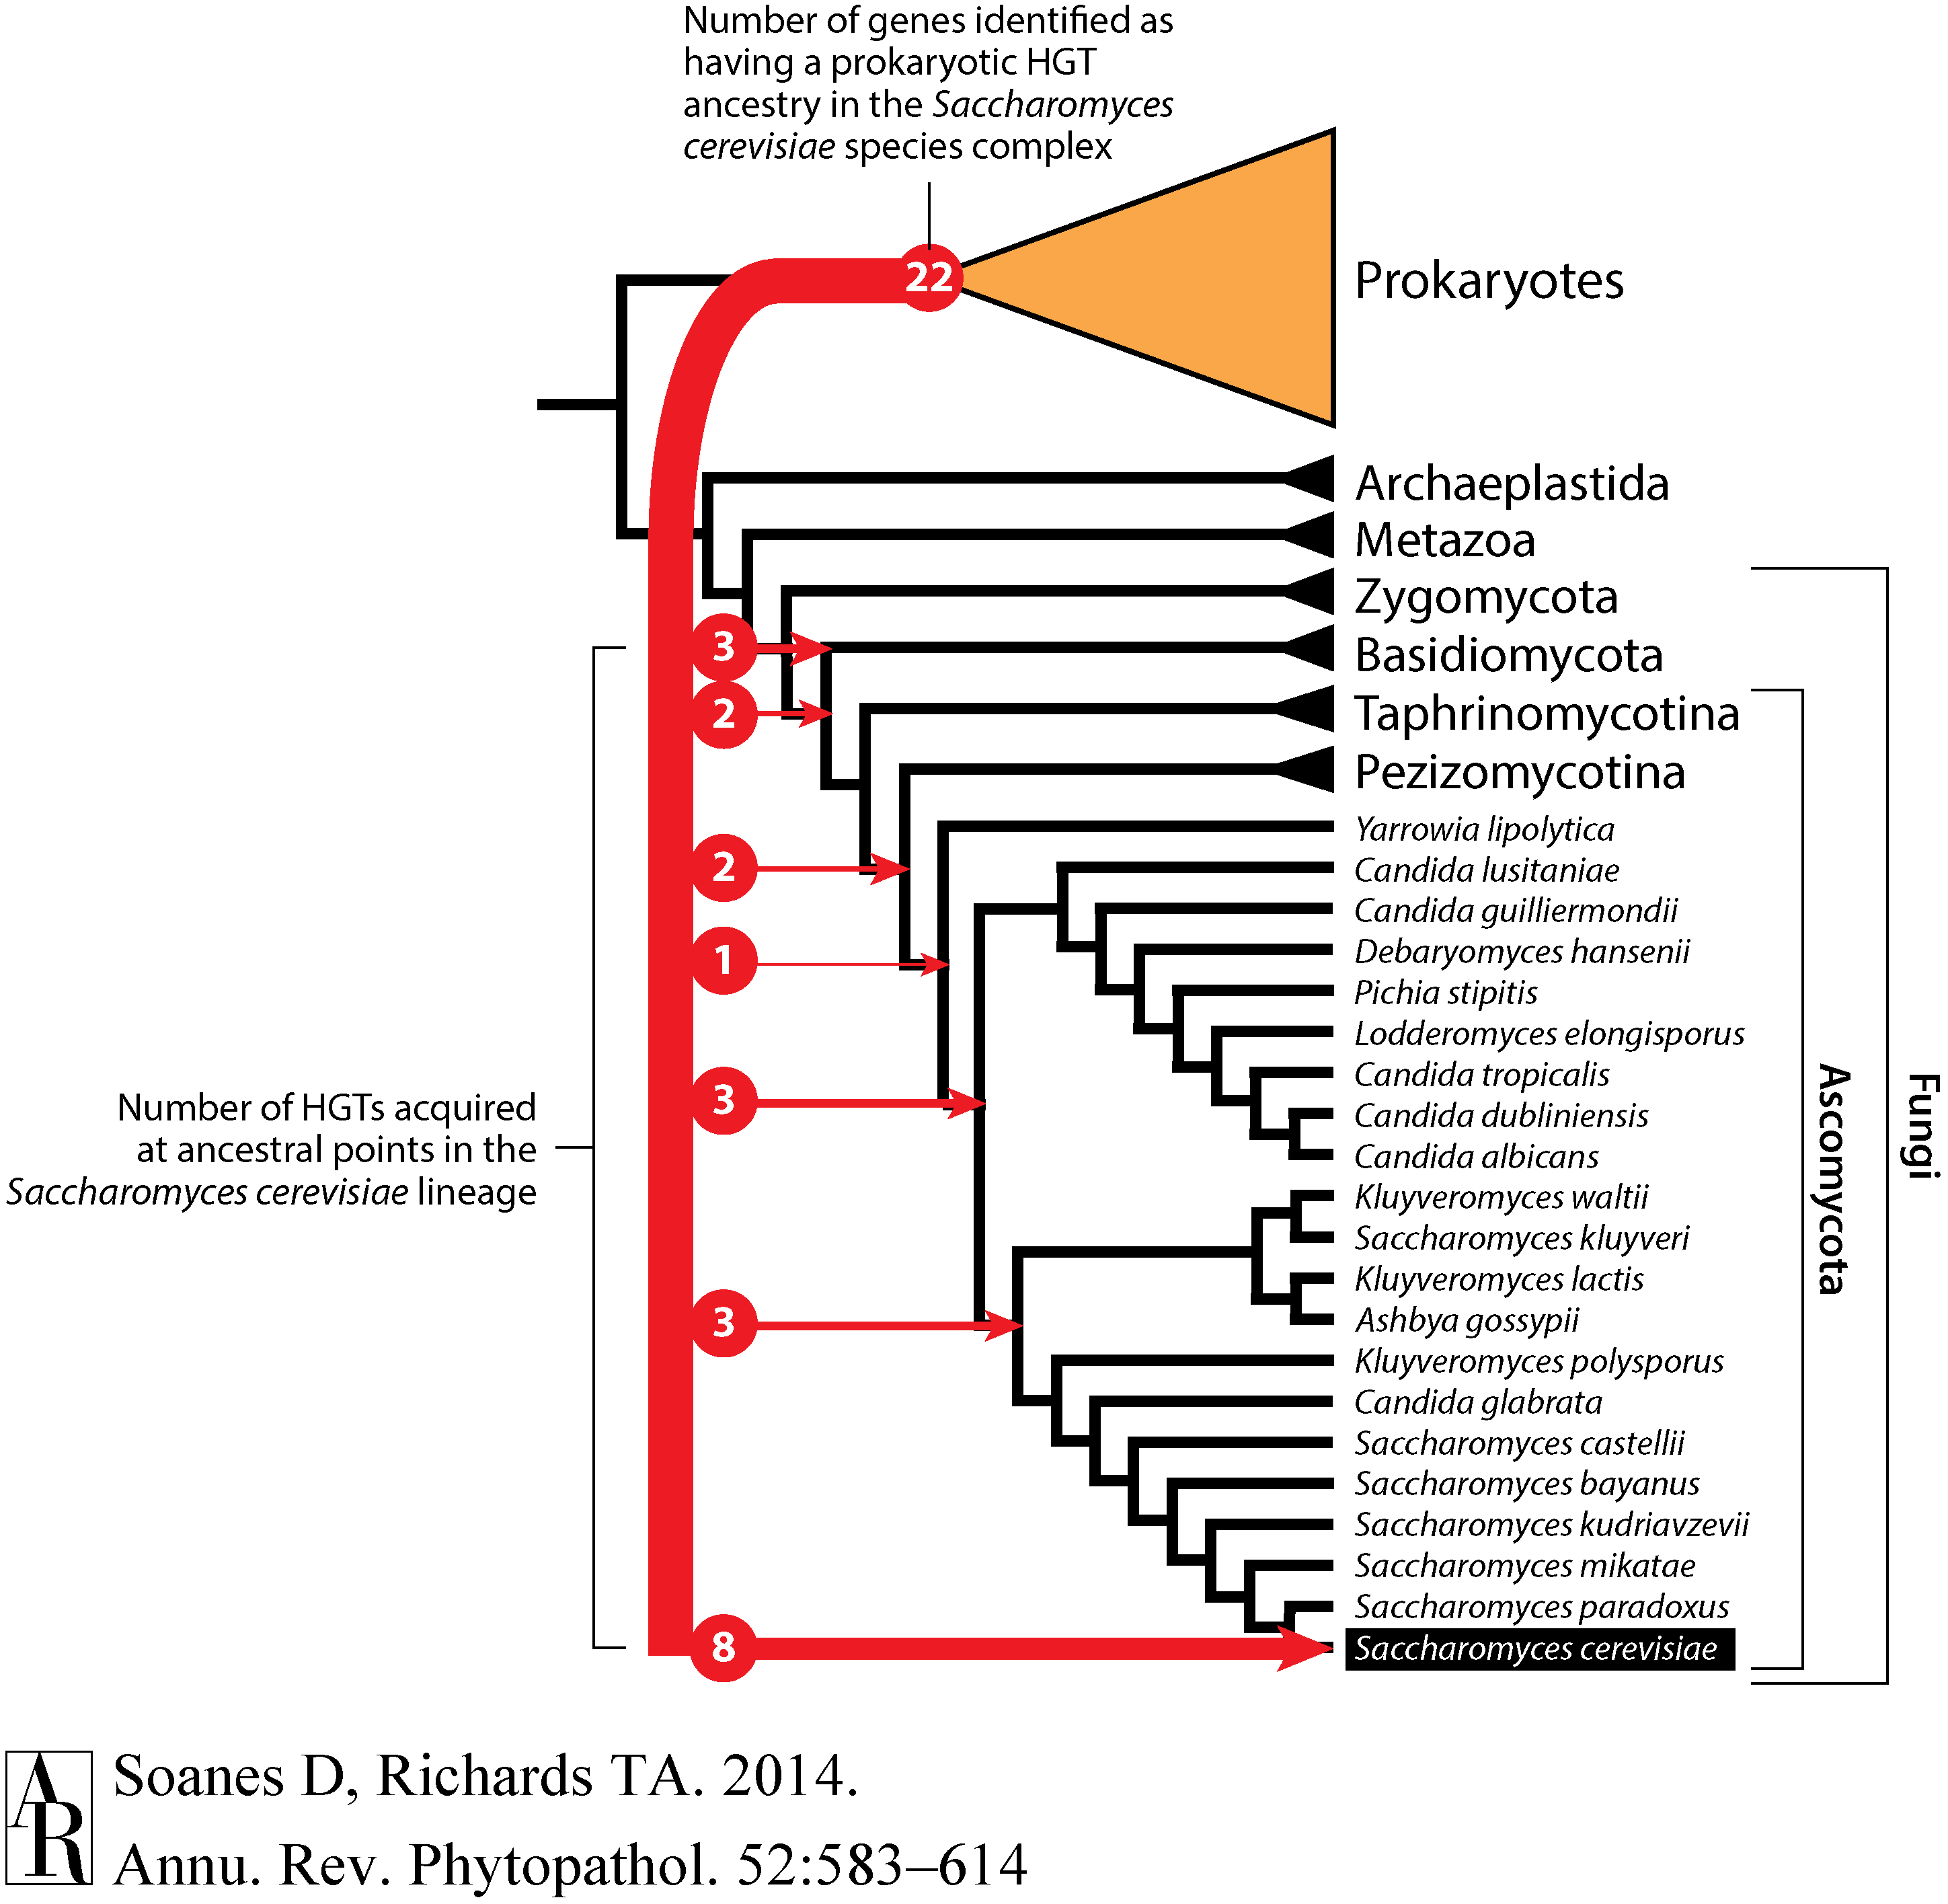 Number of genes identified as
having a prokaryotic HGT
ancestry in the Saccharomyces
cerevisiae species complex
22
Prokaryotes
Archaeplastida
Metazoa
Zygomycota
3
Basidiomycota
2
Taphrinomycotina
Pezizomycotina
Yarrowia lipolytica
2
Candida lusitaniae
Candida guilliermondii
1
Debaryomyces hansenii
Pichia stipitis
Lodderomyces elongisporus
Candida tropicalis
3
Candida dubliniensis
Candida albicans
Number of HGTs acquired
at ancestral points in the
Saccharomyces cerevisiae lineage
Kluyveromyces waltii
Saccharomyces kluyveri
Kluyveromyces lactis
Ashbya gossypii
3
Kluyveromyces polysporus
Candida glabrata
Saccharomyces castellii
Saccharomyces bayanus
Saccharomyces kudriavzevii
Saccharomyces mikatae
Saccharomyces paradoxus
8
Saccharomyces cerevisiae
Ascomycota
Fungi
AR
Soanes D, Richards TA. 2014.
Annu. Rev. Phytopathol. 52:583–614